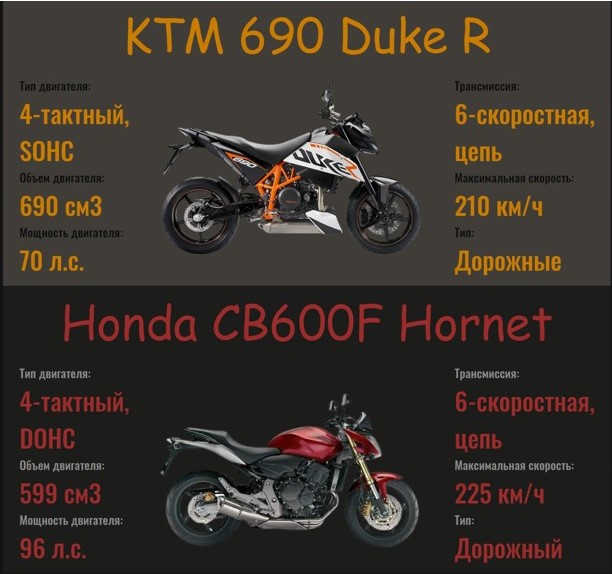 KTM 690 Duke R
Тип двигателя:
4-тактный,
SOHC
Объем двигателя:
690 см3
Мощность двигателя:
70 л.с.
690
DUKE R
Трансмиссия:
6-скоростная,
цепь
Максимальная скорость:
210 км/ч
Тип:
Дорожные
Honda CB600F Hornet
Тип двигателя:
4-тактный,
DOHC
Объем двигателя:
599 см3
Мощность двигателя:
96 л.с.
Трансмиссия:
6-скоростная,
цепь
Максимальная скорость:
225 км/ч
Тип:
Дорожный